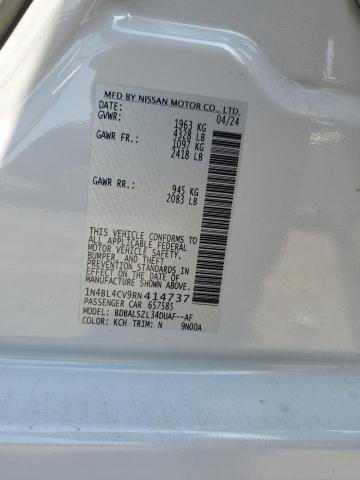 MFD BY NISSAN MOTOR CO., LTD.
DATE: 04/24
GVWR: 1963 KG
4328 LB
GAWR FR.: 1097 KG
2418 LB
GAWR RR.: 945 KG
2083 LB
THIS VEHICLE CONFORMS TO
ALL APPLICABLE FEDERAL
MOTOR VEHICLE SAFETY,
BUMPER, AND THEFT
PREVENTION STANDARDS IN
EFFECT ON THE DATE OF
MANUFACTURE SHOWN ABOVE.
1N4BL4CV9RN414737
PASSENGER CAR 657585
MODEL: BDBALSZL34DUAF--AF
COLOR: KCH TRIM: N 9N00A